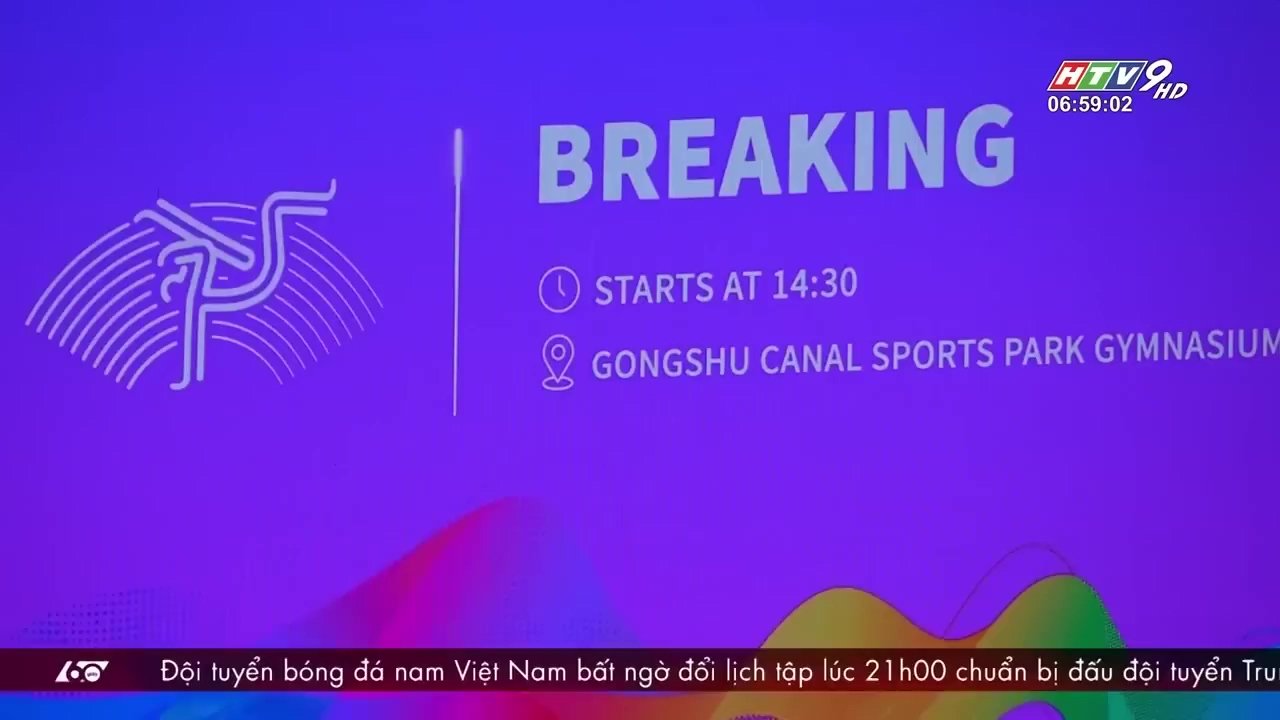 HTV9 HD
06:59:02
BREAKING
STARTS AT 14:30
GONGSHU CANAL SPORTS PARK GYMNASIUM
Đội tuyển bóng đá nam Việt Nam bất ngờ đổi lịch tập lúc 21h00 chuẩn bị đấu đội tuyển